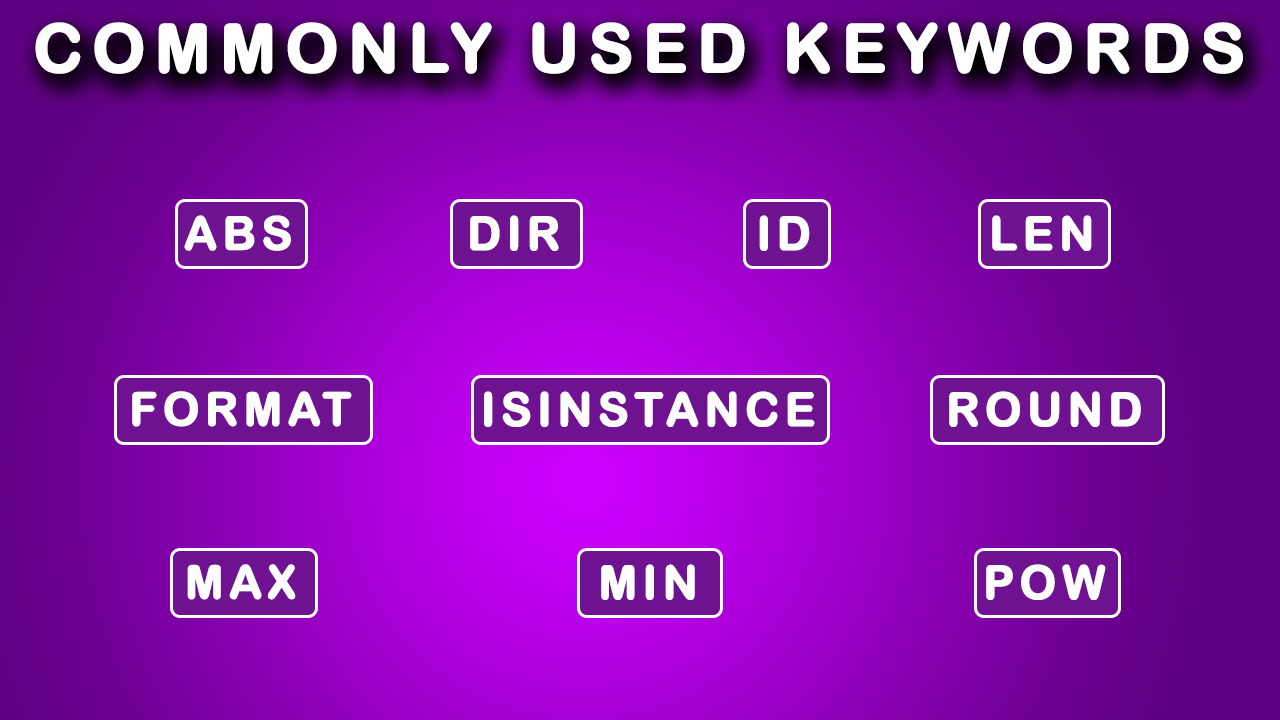 COMMONLY USED KEYWORDS
ABS DIR ID LEN
FORMAT ISINSTANCE ROUND
MAX MIN POW